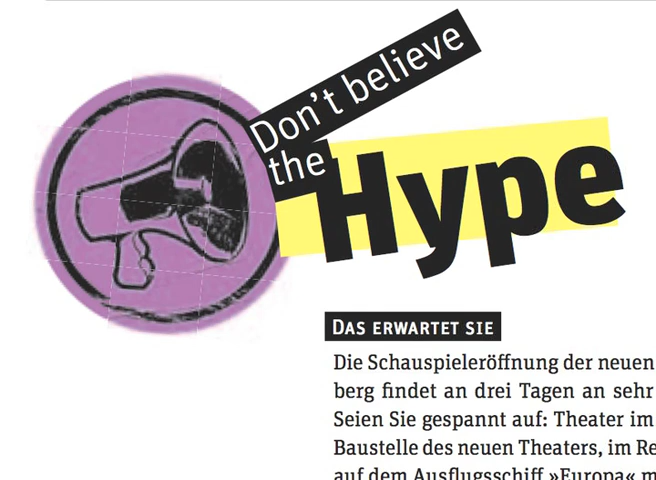 Don't believe
the
Hype
DAS ERWARTET SIE
Die Schauspieleröffnung der neuen
berg findet an drei Tagen an sehr
Seien Sie gespannt auf: Theater im
Baustelle des neuen Theaters, im Re
auf dem Ausflugsschiff »Europa« m